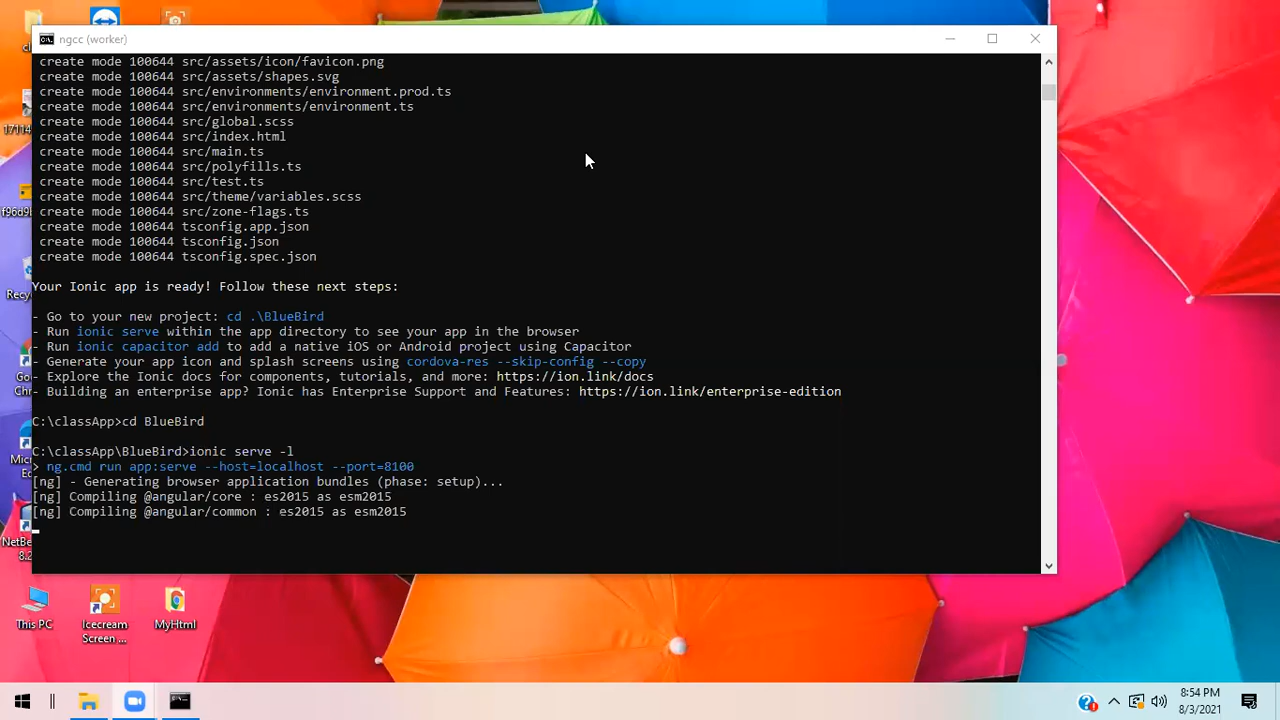 ngcc (worker)
create mode 100644 src/assets/icon/favicon.png
create mode 100644 src/assets/shapes.svg
create mode 100644 src/environments/environment.prod.ts
create mode 100644 src/environments/environment.ts
create mode 100644 src/global.scss
create mode 100644 src/index.html
create mode 100644 src/main.ts
create mode 100644 src/polyfills.ts
create mode 100644 src/test.ts
create mode 100644 src/theme/variables.scss
create mode 100644 src/zone-flags.ts
create mode 100644 tsconfig.app.json
create mode 100644 tsconfig.json
create mode 100644 tsconfig.spec.json
Your Ionic app is ready! Follow these next steps:
- Go to your new project: cd .\BlueBird
- Run ionic serve within the app directory to see your app in the browser
- Run ionic capacitor add to add a native iOS or Android project using Capacitor
- Generate your app icon and splash screens using cordova-res --skip-config --copy
- Explore the Ionic docs for components, tutorials, and more: https://ion.link/docs
- Building an enterprise app? Ionic has Enterprise Support and Features: https://ion.link/enterprise-edition
C:\classApp>cd BlueBird
C:\classApp\BlueBird>ionic serve -l
> ng.cmd run app:serve --host=localhost --port=8100
[ng] - Generating browser application bundles (phase: setup)...
[ng] Compiling @angular/core : es2015 as esm2015
[ng] Compiling @angular/common : es2015 as esm2015
This PC
Icecream
Screen ...
MyHtml
8:54 PM
8/3/2021